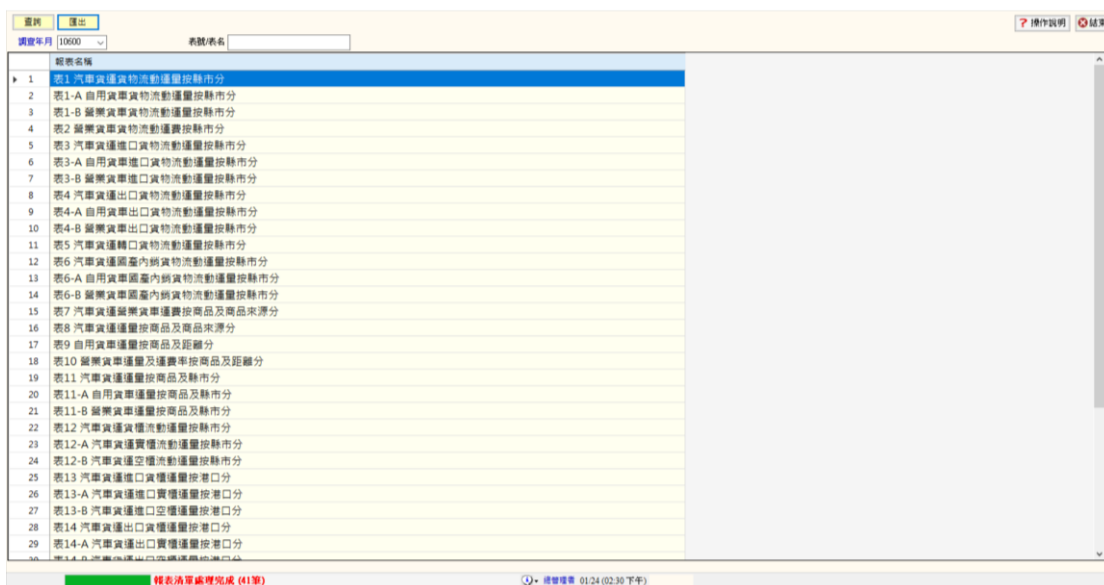 查詢 匯出 ? 操作說明 結束
調查年月 10600 表號/表名
報表名稱
1 表1 汽車貨運貨物流動運量按縣市分
2 表1-A 自用貨車貨物流動運量按縣市分
3 表1-B 營業貨車貨物流動運量按縣市分
4 表2 營業貨車貨物流動運費按縣市分
5 表3 汽車貨運進口貨物流動運量按縣市分
6 表3-A 自用貨車進口貨物流動運量按縣市分
7 表3-B 營業貨車進口貨物流動運量按縣市分
8 表4 汽車貨運出口貨物流動運量按縣市分
9 表4-A 自用貨車出口貨物流動運量按縣市分
10 表4-B 營業貨車出口貨物流動運量按縣市分
11 表5 汽車貨運轉口貨物流動運量按縣市分
12 表6 汽車貨運國產內銷貨物流動運量按縣市分
13 表6-A 自用貨車國產內銷貨物流動運量按縣市分
14 表6-B 營業貨車國產內銷貨物流動運量按縣市分
15 表7 汽車貨運營業貨車運費按商品及商品來源分
16 表8 汽車貨運運量按商品及商品來源分
17 表9 自用貨車運量按商品及距離分
18 表10 營業貨車運量及運費率按商品及距離分
19 表11 汽車貨運運量按商品及縣市分
20 表11-A 自用貨車運量按商品及縣市分
21 表11-B 營業貨車運量按商品及縣市分
22 表12 汽車貨運貨櫃流動運量按縣市分
23 表12-A 汽車貨運實櫃流動運量按縣市分
24 表12-B 汽車貨運空櫃流動運量按縣市分
25 表13 汽車貨運進口貨櫃運量按港口分
26 表13-A 汽車貨運進口實櫃運量按港口分
27 表13-B 汽車貨運進口空櫃運量按港口分
28 表14 汽車貨運出口貨櫃運量按港口分
29 表14-A 汽車貨運出口實櫃運量按港口分
30 表14-B 汽車貨運出口空櫃運量按港口分
報表清單處理完成 (41筆) 01/24 (02:30 下午)